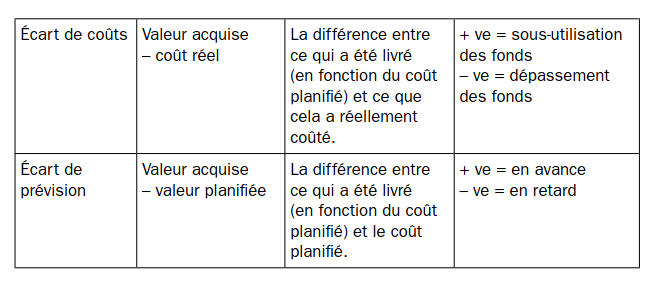 Écart de coûts
Valeur acquise
– coût réel
La différence entre
ce qui a été livré
(en fonction du coût
planifié) et ce que
cela a réellement
coûté.
+ ve = sous-utilisation
des fonds
– ve = dépassement
des fonds
Écart de
prévision
Valeur acquise
– valeur planifiée
La différence entre
ce qui a été livré
(en fonction du coût
planifié) et le coût
planifié.
+ ve = en avance
– ve = en retard